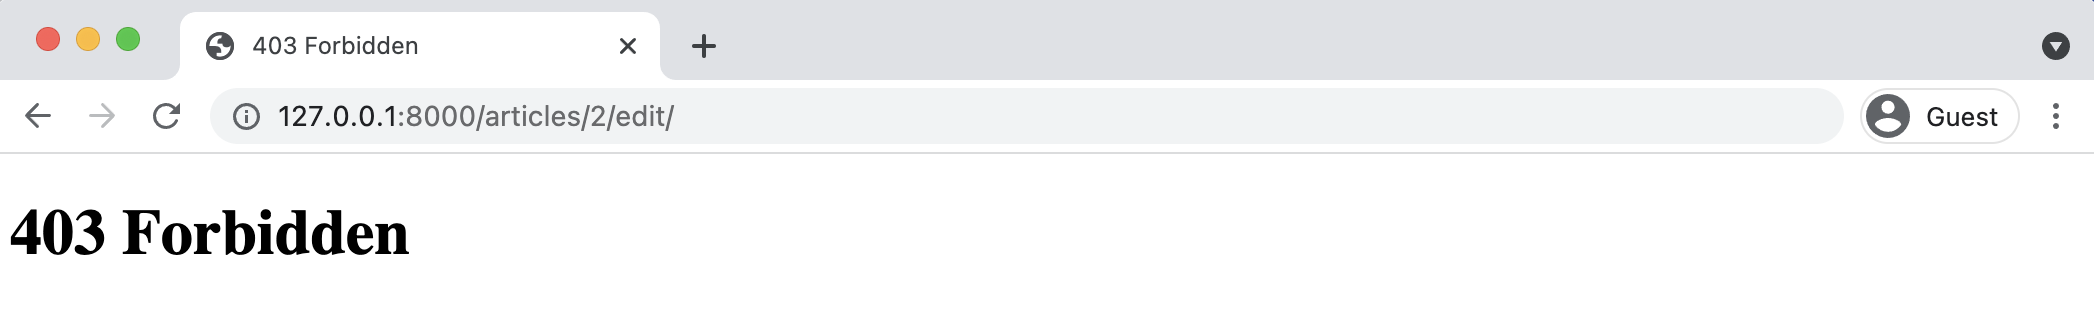 403 Forbidden
127.0.0.1:8000/articles/2/edit/
Guest
403 Forbidden